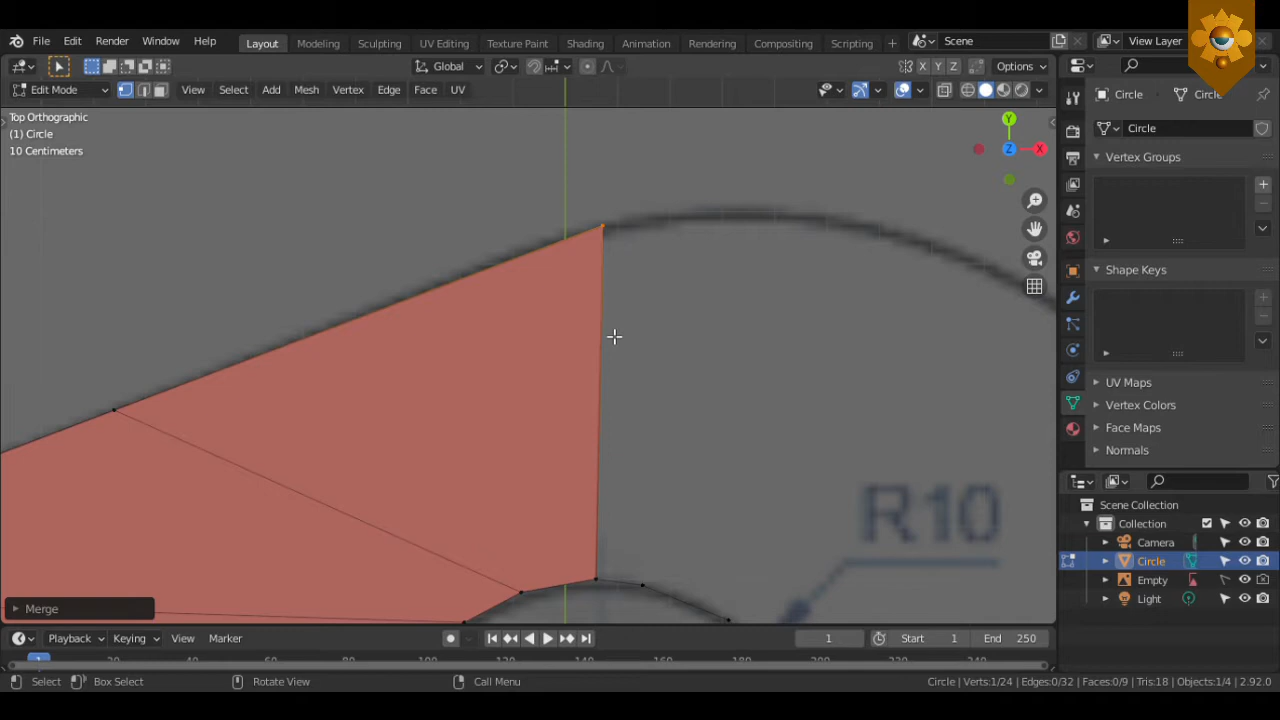 File Edit Render Window Help Layout Modeling Sculpting UV Editing Texture Paint Shading Animation Rendering Compositing Scripting + Scene View Layer
Global X Y Z Options
Edit Mode View Select Add Mesh Vertex Edge Face UV Circle Circle
Top Orthographic
(1) Circle
10 Centimeters
Y
Z
X
Circle
Vertex Groups
Shape Keys
UV Maps
Vertex Colors
Face Maps
Normals
R10
Scene Collection
Collection
Camera
Circle
Empty
Light
Merge
Playback Keying View Marker 1 Start 1 End 250
1
Select Box Select Rotate View Call Menu Circle | Verts:1/24 | Edges:0/32 | Faces:0/9 | Tris:18 | Objects:1/4 | 2.92.0